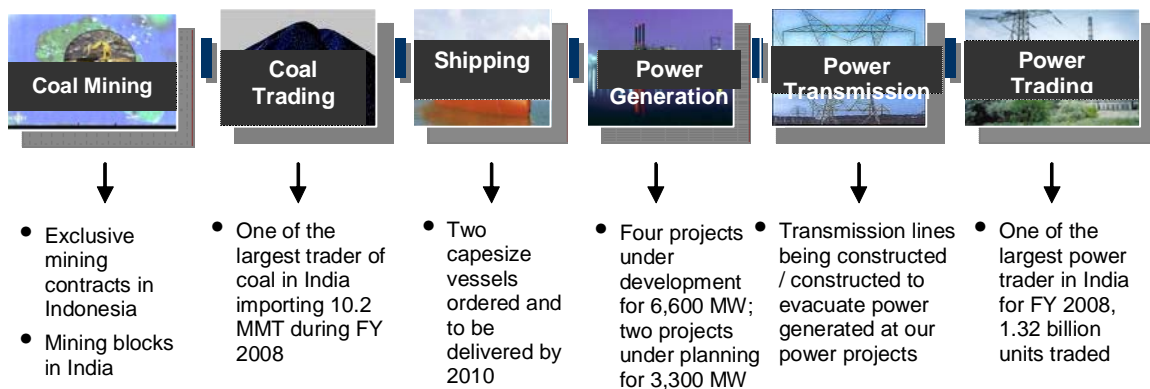 Coal Mining
Coal
Trading
Shipping
Power
Generation
Power
Transmission
Power
Trading
• Exclusive
mining
contracts in
Indonesia
• Mining blocks
in India
• One of the
largest trader of
coal in India
importing 10.2
MMT during FY
2008
• Two
capesize
vessels
ordered and
to be
delivered by
2010
• Four projects
under
development
for 6,600 MW;
two projects
under planning
for 3,300 MW
• Transmission lines
being constructed
/ constructed to
evacuate power
generated at our
power projects
• One of the
largest power
trader in India
for FY 2008,
1.32 billion
units traded